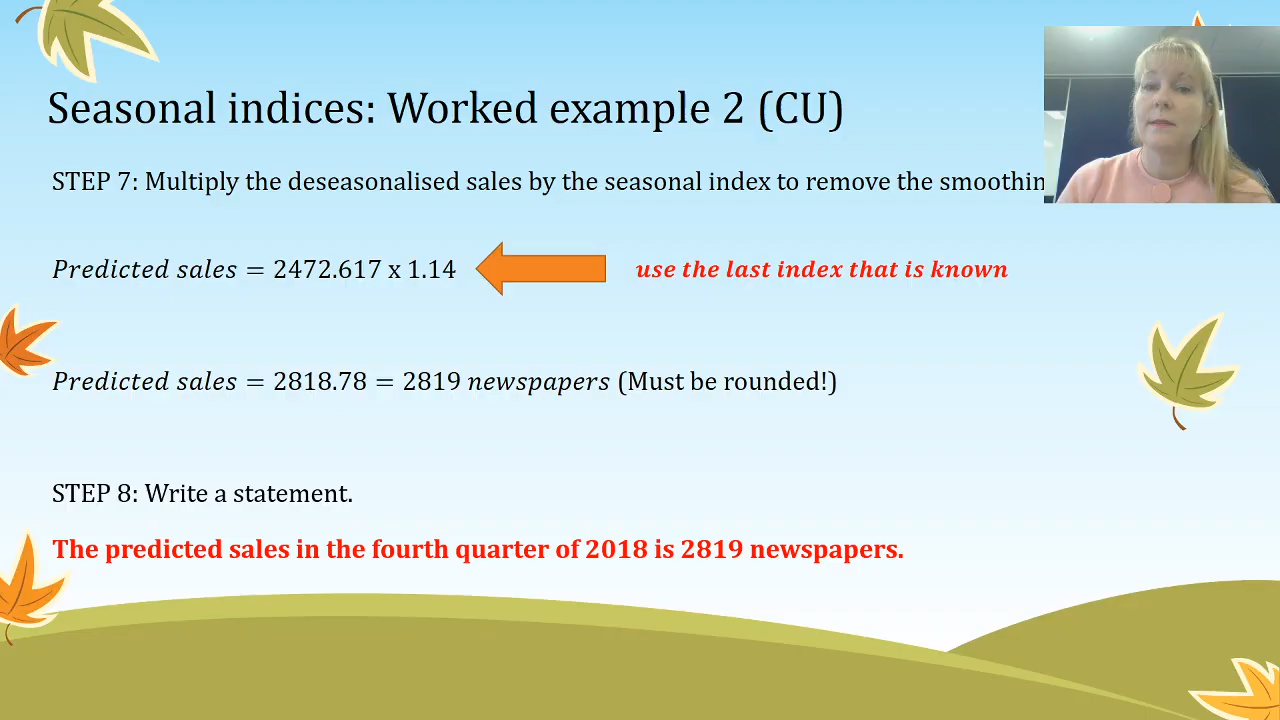 Seasonal indices: Worked example 2 (CU)
STEP 7: Multiply the deseasonalised sales by the seasonal index to remove the
Predicted sales = 2472.617 x 1.14
use the last index that is known
Predicted sales = 2818.78 = 2819 newspapers (Must be rounded!)
STEP 8: Write a statement.
The predicted sales in the fourth quarter of 2018 is 2819 newspapers.